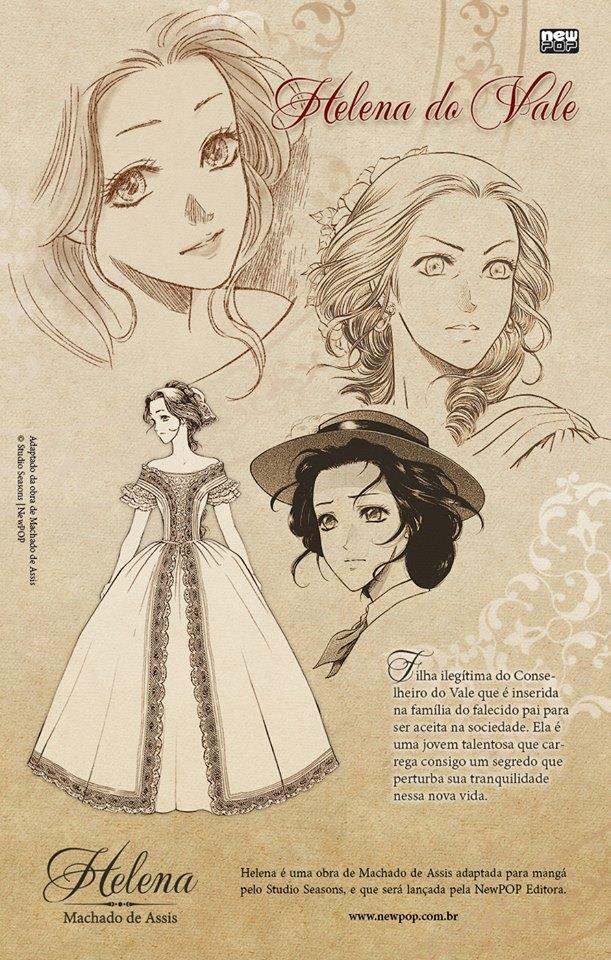 new
POP
Helena do Vale
Adaptado da obra de Machado de Assis
© Studio Seasons | NewPOP
Filha ilegítima do Conse-
lheiro do Vale que é inserida
na família do falecido pai para
ser aceita na sociedade. Ela é
uma jovem talentosa que car-
rega consigo um segredo que
perturba sua tranquilidade
nessa nova vida.
Helena
Machado de Assis
Helena é uma obra de Machado de Assis adaptada para mangá
pelo Studio Seasons, e que será lançada pela NewPOP Editora.
www.newpop.com.br